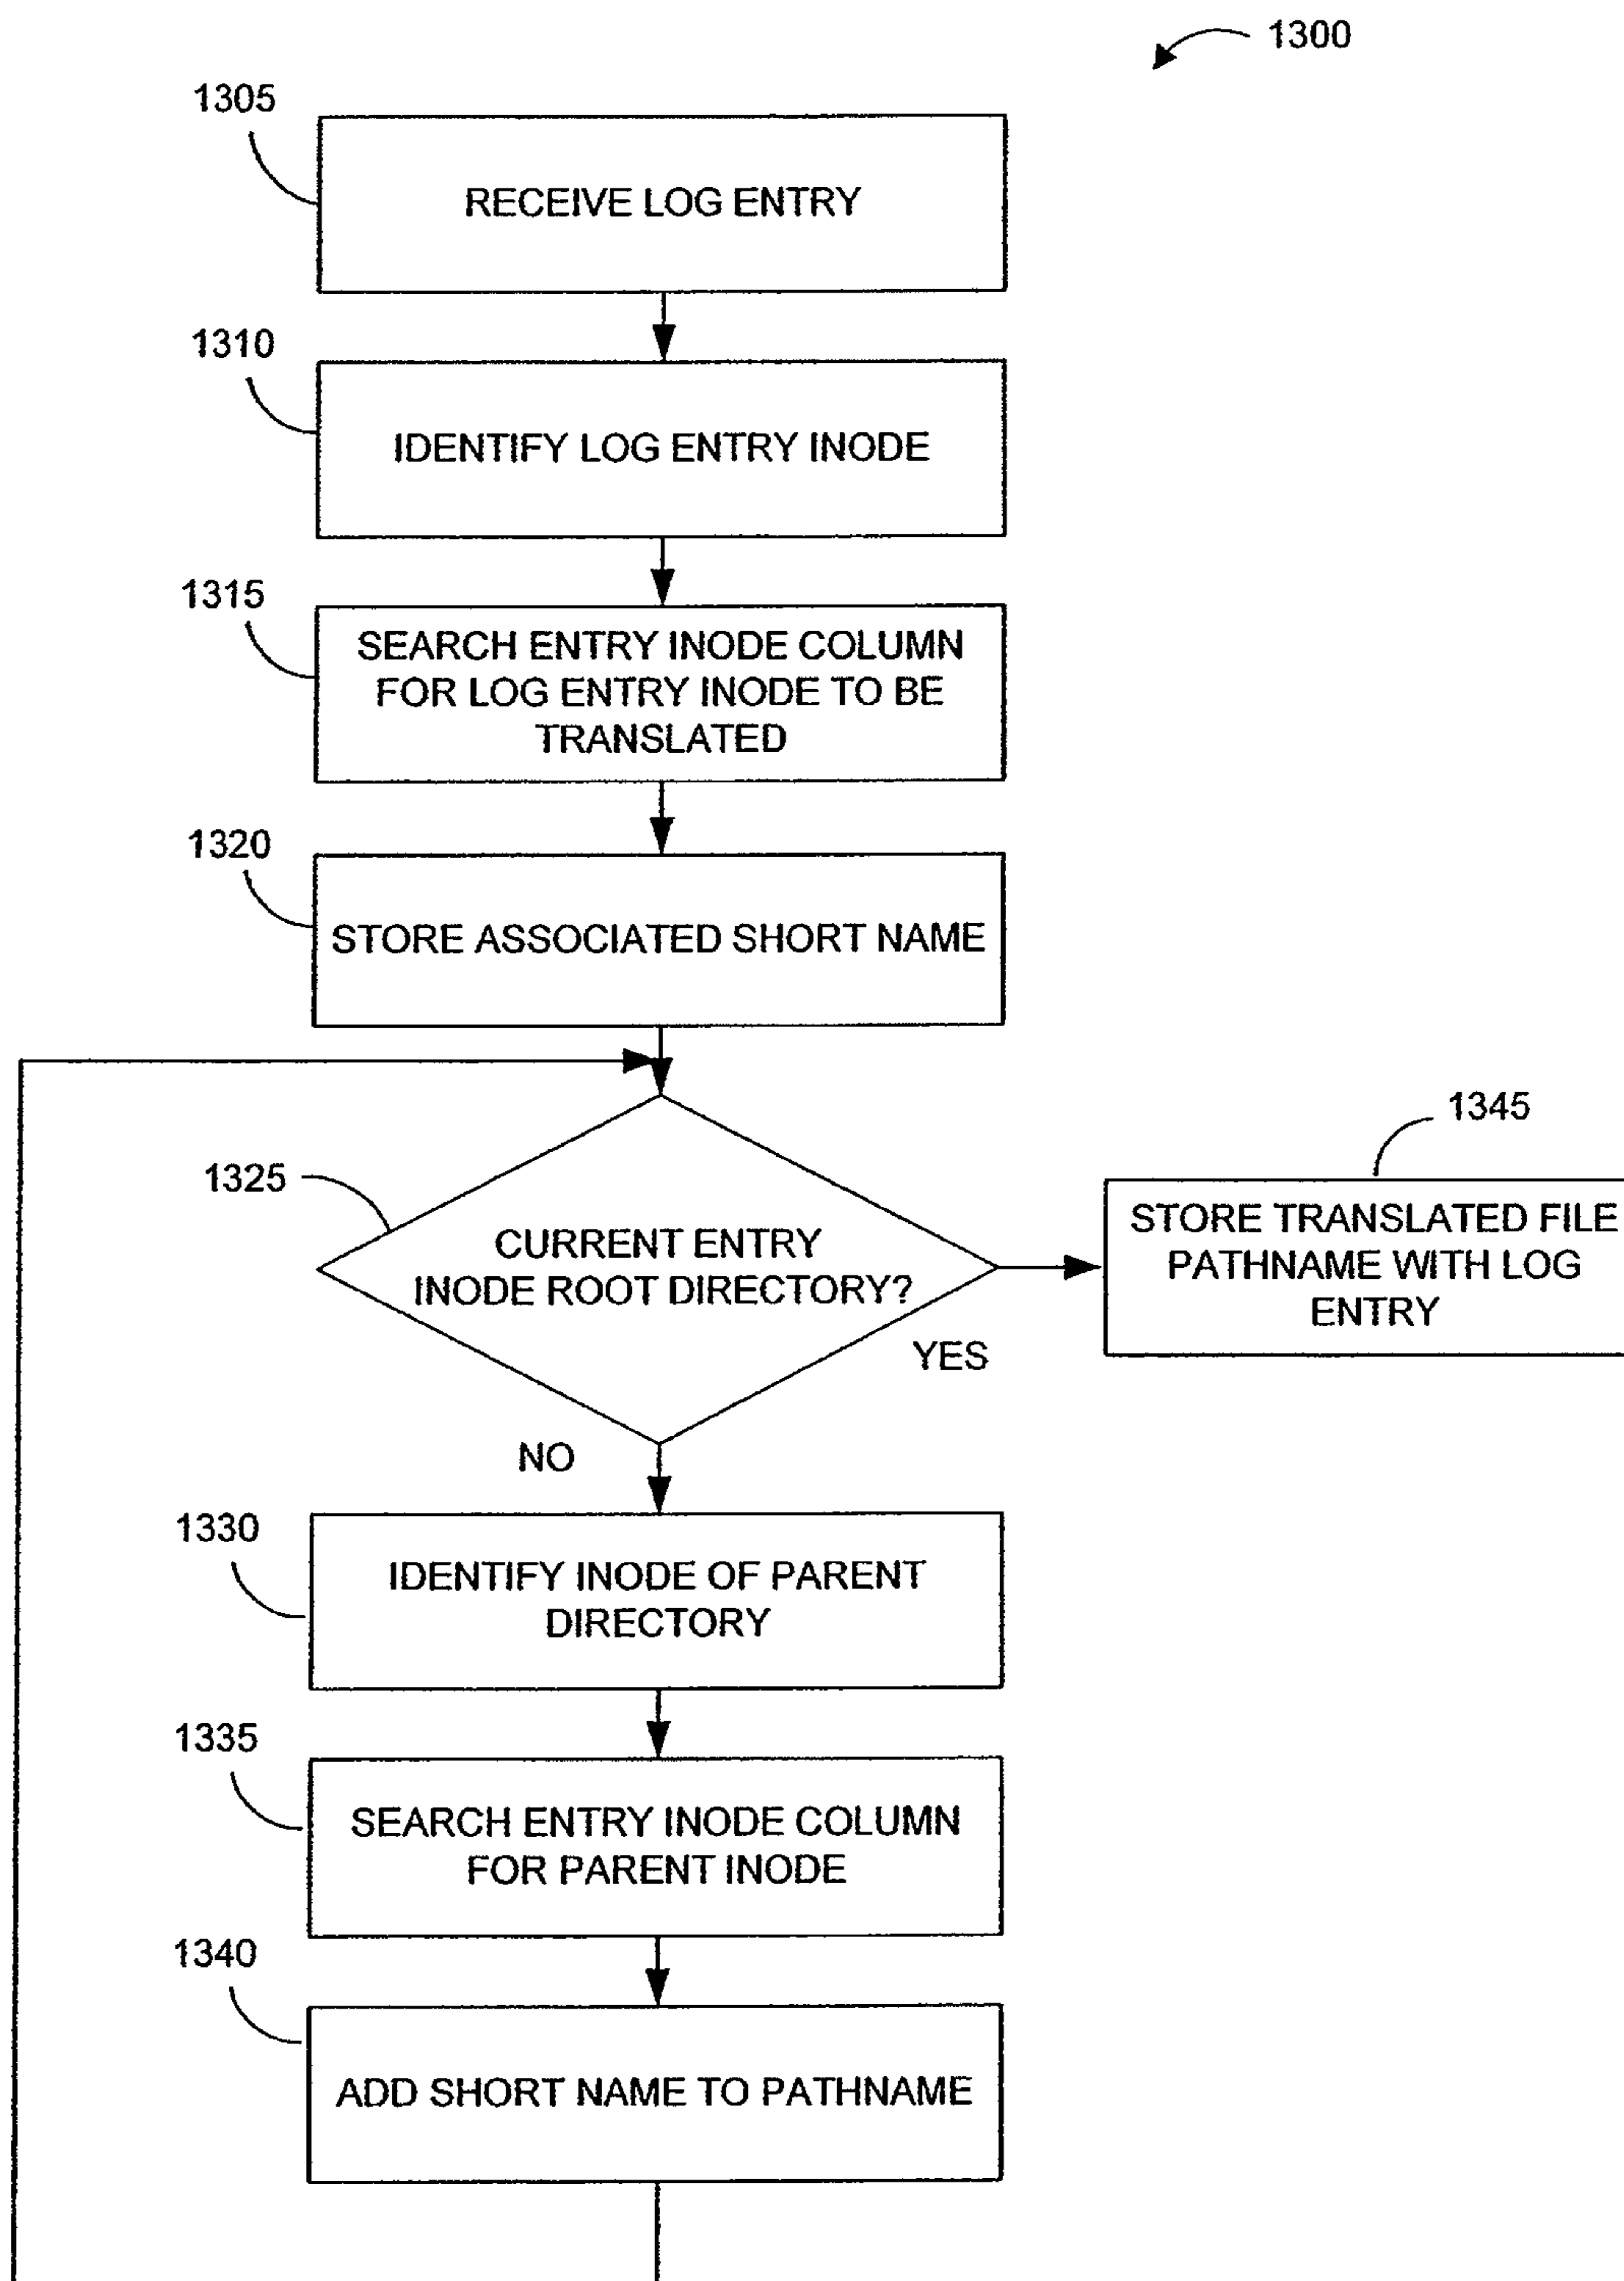 1300
1305
RECEIVE LOG ENTRY
1310
IDENTIFY LOG ENTRY INODE
1315
SEARCH ENTRY INODE COLUMN
FOR LOG ENTRY INODE TO BE
TRANSLATED
1320
STORE ASSOCIATED SHORT NAME
1325
CURRENT ENTRY
INODE ROOT DIRECTORY?
YES
1345
STORE TRANSLATED FILE
PATHNAME WITH LOG
ENTRY
NO
1330
IDENTIFY INODE OF PARENT
DIRECTORY
1335
SEARCH ENTRY INODE COLUMN
FOR PARENT INODE
1340
ADD SHORT NAME TO PATHNAME